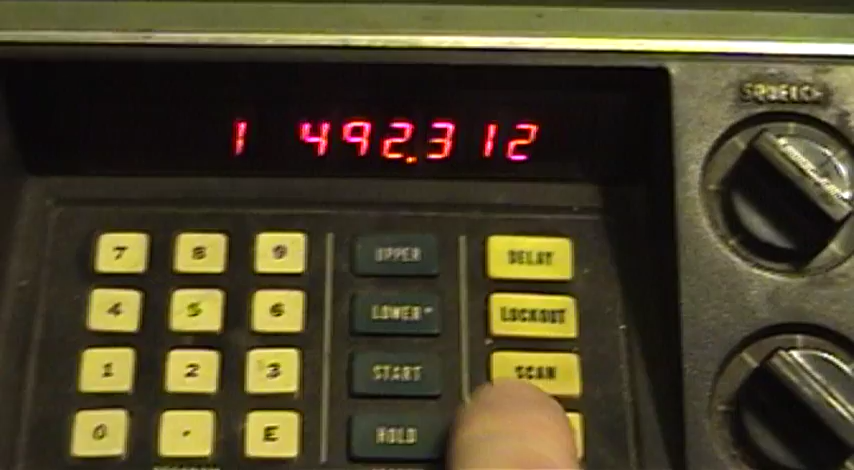 1 492.312
SQUELCH
7 8 9 UPPER DELAY
4 5 6 LOWER LOCKOUT
1 2 3 START SCAN
0 . E HOLD